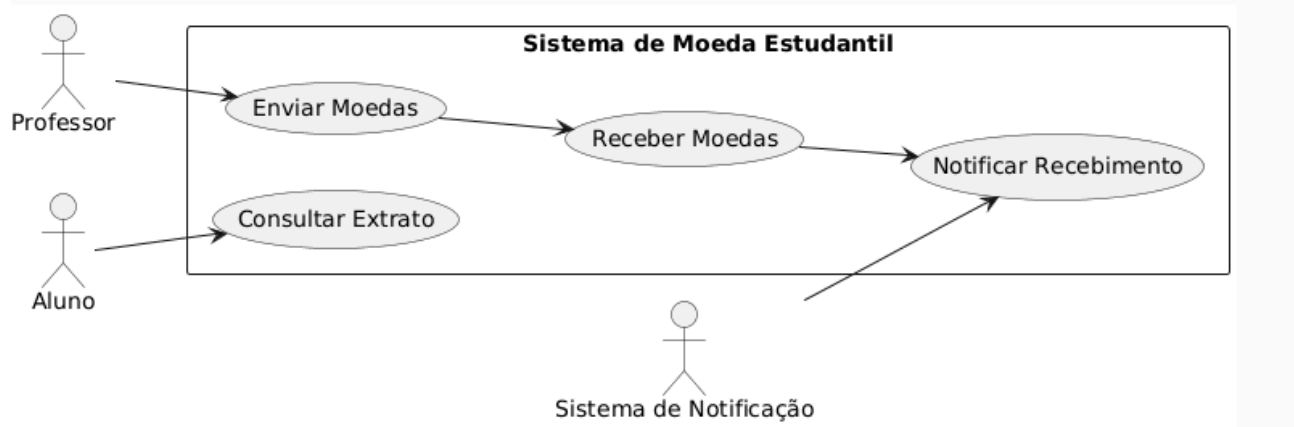 Sistema de Moeda Estudantil
Professor
Enviar Moedas
Receber Moedas
Notificar Recebimento
Consultar Extrato
Aluno
Sistema de Notificação